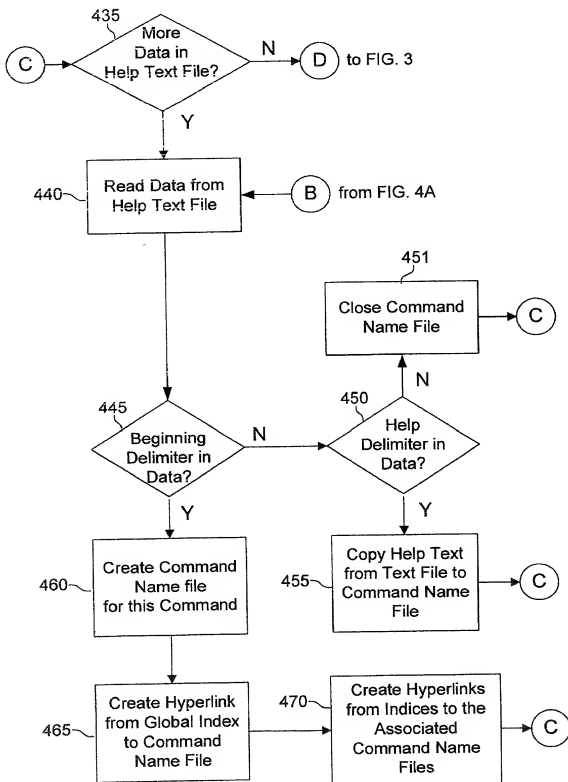 435
More
Data in
Help Text File?
C
N
D
to FIG. 3
Y
440
Read Data from
Help Text File
B
from FIG. 4A
451
Close Command
Name File
C
N
445
Beginning
Delimiter in
Data?
N
450
Help
Delimiter in
Data?
Y
Y
460
Create Command
Name file
for this Command
455
Copy Help Text
from Text File to
Command Name
File
C
465
Create Hyperlink
from Global Index
to Command
Name File
470
Create Hyperlinks
from Indices to the
Associated
Command Name
Files
C